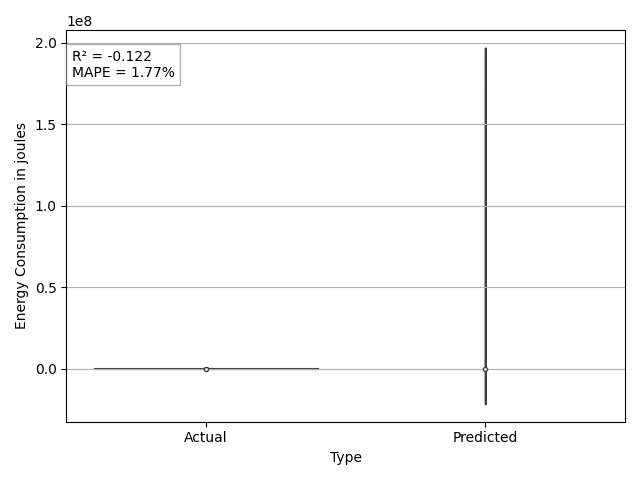 1e8
2.0
R² = -0.122
MAPE = 1.77%
1.5
1.0
0.5
0.0
Energy Consumption in joules
Actual
Predicted
Type